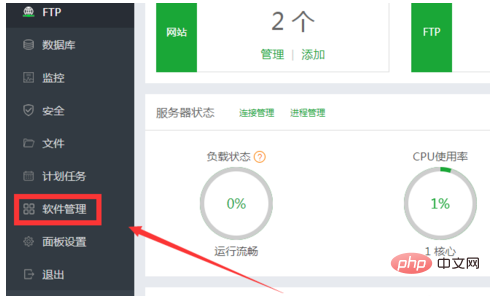 FTP
数据库
监控
安全
文件
计划任务
软件管理
面板设置
退出
网站
2 个
管理 | 添加
FTP
服务器状态 连接管理 进程管理
负载状态 ? CPU使用率
0% 1%
运行流畅 1 核心
php 中文网